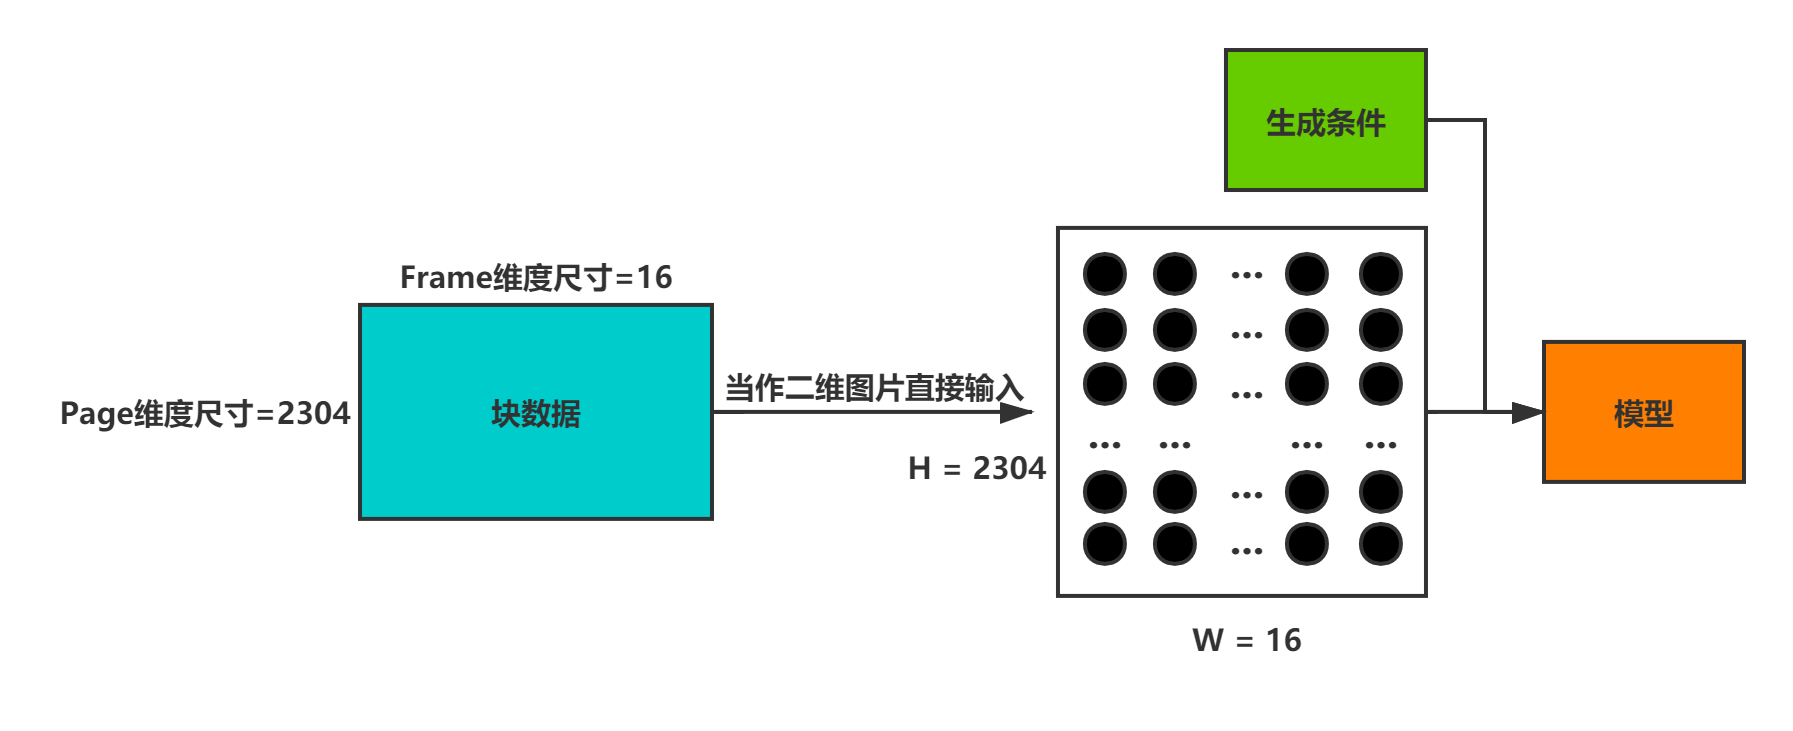 生成条件
Frame维度尺寸=16
Page维度尺寸=2304
块数据
当作二维图片直接输入
... 
...
...
... ... ... ...
...
...
H = 2304
W = 16
模型